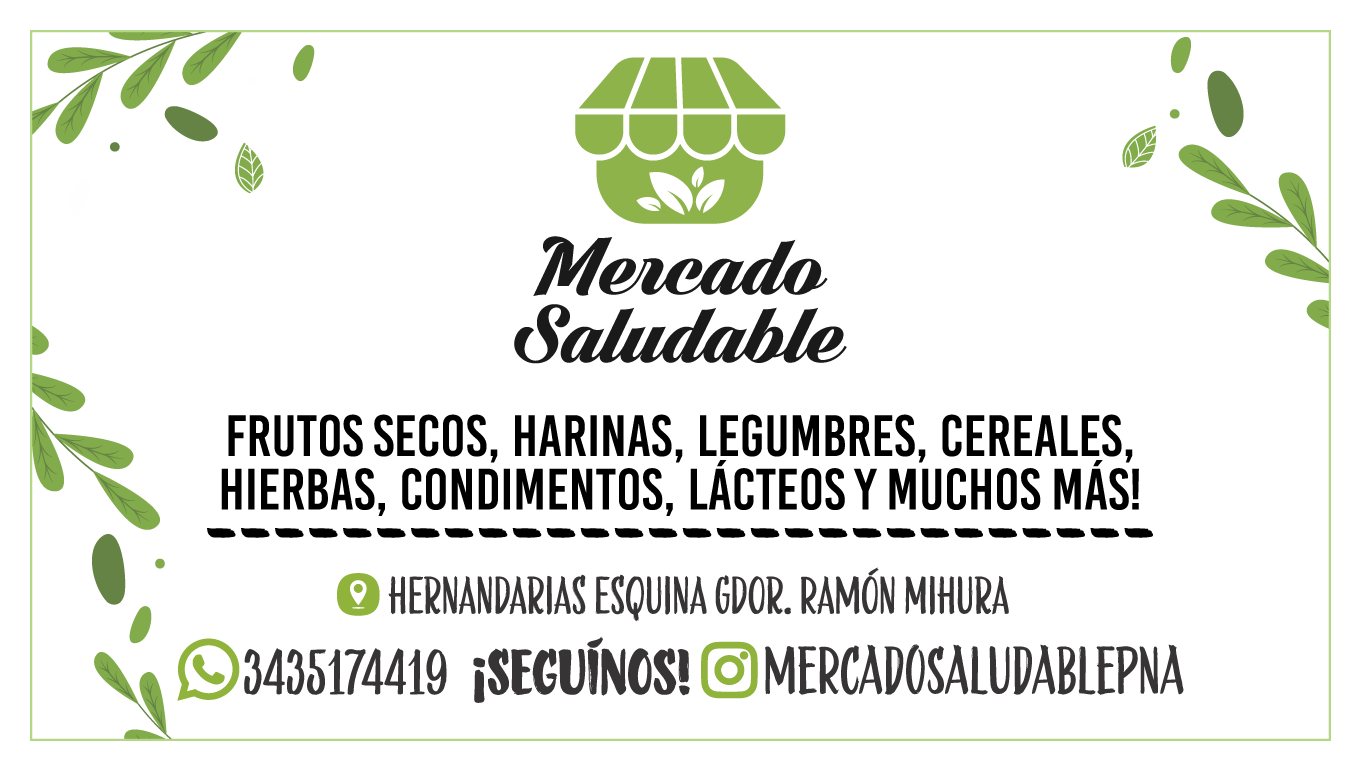 Mercado
Saludable
FRUTOS SECOS, HARINAS, LEGUMBRES, CEREALES,
HIERBAS, CONDIMENTOS, LÁCTEOS Y MUCHOS MÁS!
HERNANDARIAS ESQUINA GDOR. RAMÓN MIHURA
3435174419 ¡SEGUÍNOS! MERCADOSALUDABLEPNA